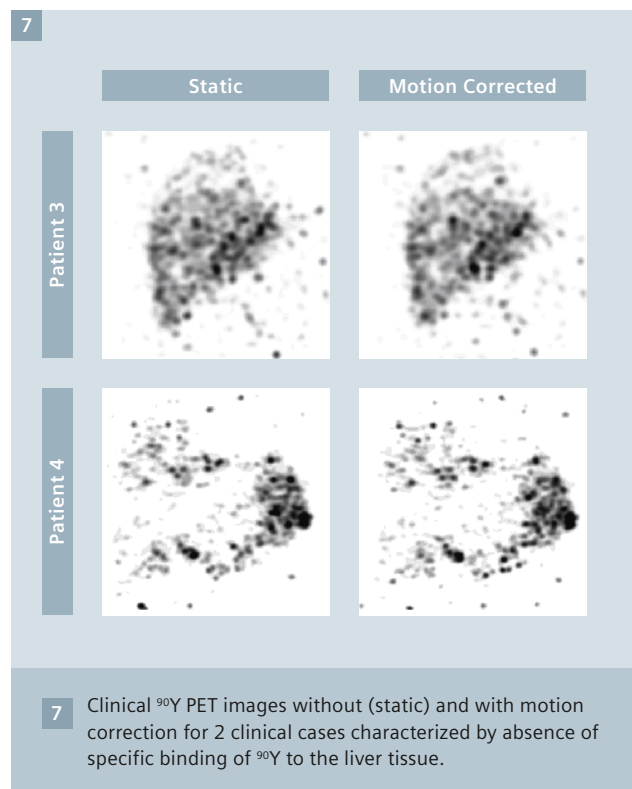 7
Static
Motion Corrected
Patient 3
Patient 4
7
Clinical ⁹⁰Y PET images without (static) and with motion
correction for 2 clinical cases characterized by absence of
specific binding of ⁹⁰Y to the liver tissue.